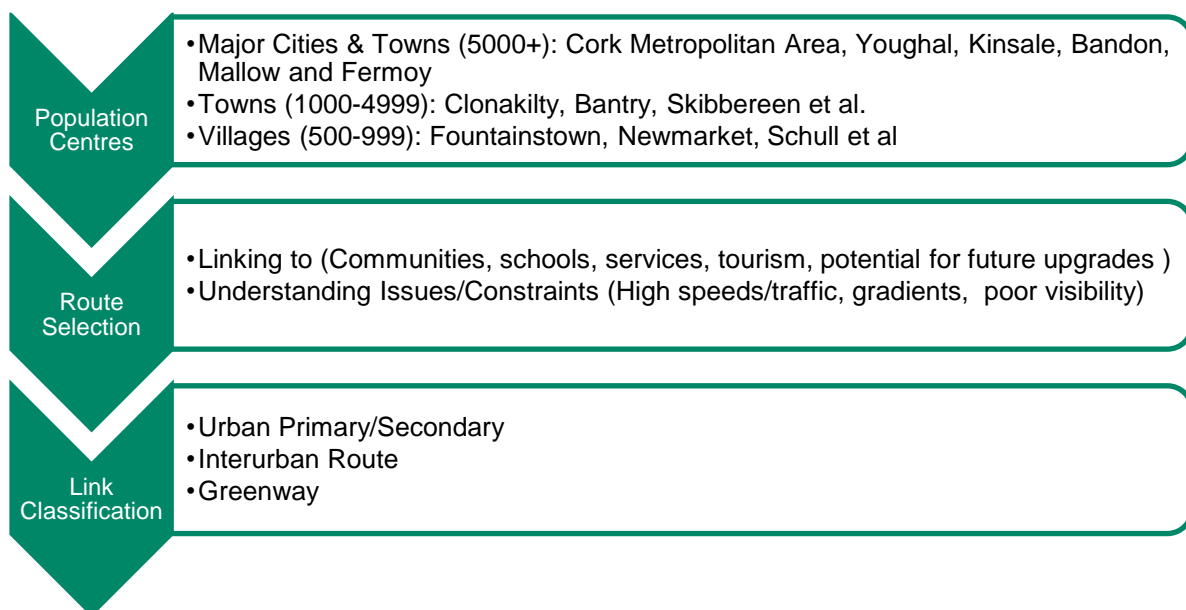 Population
Centres
•Major Cities & Towns (5000+): Cork Metropolitan Area, Youghal, Kinsale, Bandon,
Mallow and Fermoy
•Towns (1000-4999): Clonakilty, Bantry, Skibbereen et al.
•Villages (500-999): Fountainstown, Newmarket, Schull et al
Route
Selection
•Linking to (Communities, schools, services, tourism, potential for future upgrades )
•Understanding Issues/Constraints (High speeds/traffic, gradients, poor visibility)
Link
Classification
•Urban Primary/Secondary
•Interurban Route
•Greenway